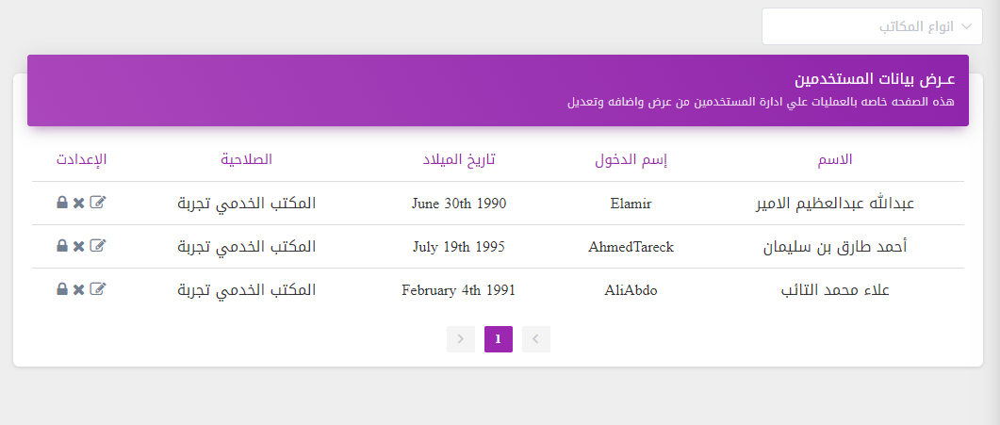 انواع المكاتب
عـرض بيانات المستخدمين
هذه الصفحه خاصه بالعمليات علي ادارة المستخدمين من عرض واضافه وتعديل
الاسم إسم الدخول تاريخ الميلاد الصلاحية الإعدادت
عبدالله عبدالعظيم الامير Elamir June 30th 1990 المكتب الخدمي تجربة
أحمد طارق بن سليمان AhmedTareck July 19th 1995 المكتب الخدمي تجربة
علاء محمد التائب AliAbdo February 4th 1991 المكتب الخدمي تجربة
1